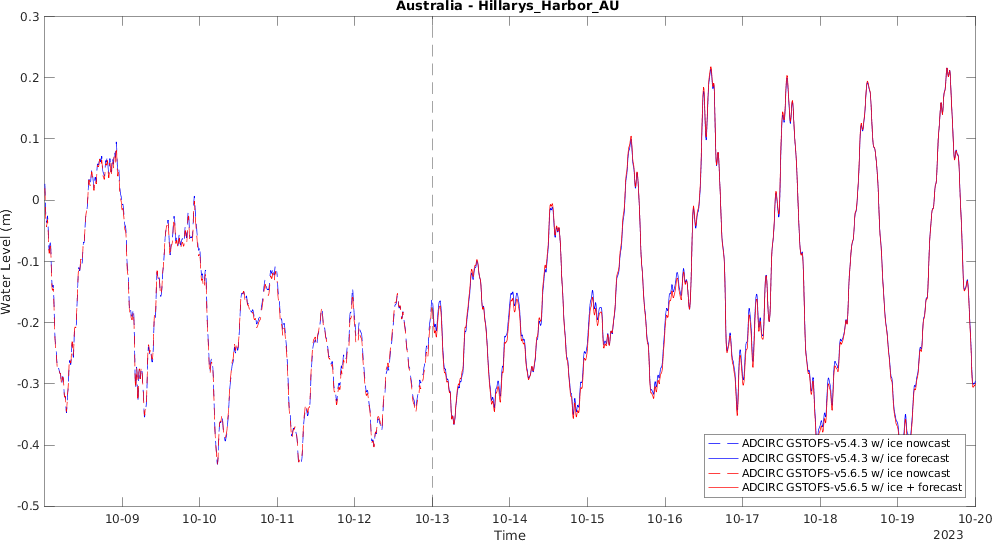 Australia - Hillarys_Harbor_AU
0.3
0.2
0.1
0
-0.1
-0.2
-0.3
-0.4
-0.5
Water Level (m)
ADCIRC GSTOFS-v5.4.3 w/ ice nowcast
ADCIRC GSTOFS-v5.4.3 w/ ice forecast
ADCIRC GSTOFS-v5.6.5 w/ ice nowcast
ADCIRC GSTOFS-v5.6.5 w/ ice + forecast
10-09 10-10 10-11 10-12 10-13 10-14 10-15 10-16 10-17 10-18 10-19 10-20
Time
2023